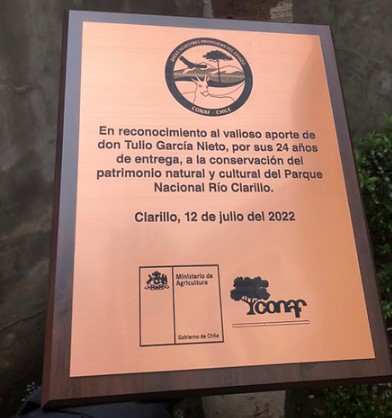 CONAF - CHILE
En reconocimiento al valioso aporte de
don Tulio García Nieto, por sus 24 años
de entrega, a la conservación del
patrimonio natural y cultural del Parque
Nacional Río Clarillo.
Clarillo, 12 de julio del 2022
Ministerio de
Agricultura
Gobierno de Chile
conaf